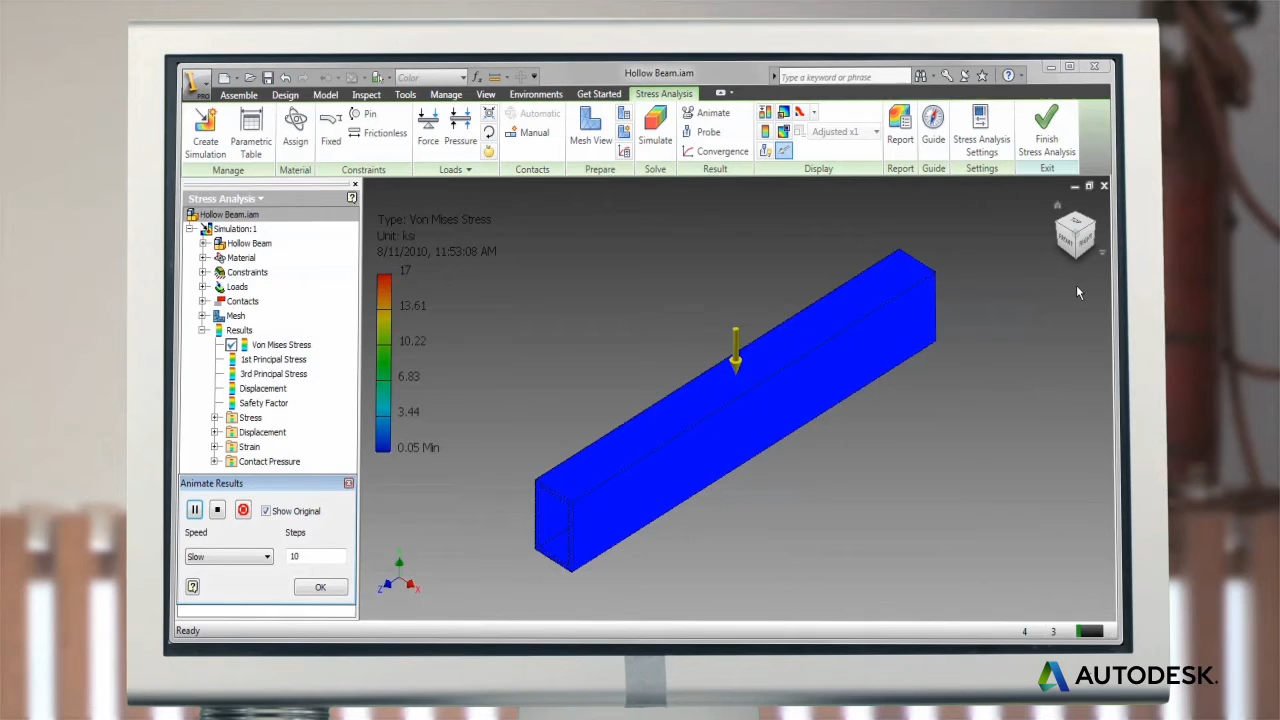 Hollow Beam.iam
Type a keyword or phrase
PRO
Color
fx
Assemble Design Model Inspect Tools Manage View Environments Get Started Stress Analysis
Create Simulation
Parametric Table
Assign
Fixed
Pin
Frictionless
Force
Pressure
Automatic
Manual
Mesh View
Simulate
Animate
Probe
Convergence
Adjusted x1
Report
Guide
Stress Analysis Settings
Finish Stress Analysis
Manage Material Constraints Loads Contacts Prepare Solve Result Display Report Guide Settings Exit
Stress Analysis
Hollow Beam.iam
Simulation:1
Hollow Beam
Material
Constraints
Loads
Contacts
Mesh
Results
Von Mises Stress
1st Principal Stress
3rd Principal Stress
Displacement
Safety Factor
Stress
Displacement
Strain
Contact Pressure
Animate Results
Show Original
Speed Steps
Slow 10
OK
Type: Von Mises Stress
Unit: ksi
8/11/2010, 11:53:08 AM
17
13.61
10.22
6.83
3.44
0.05 Min
TOP
FRONT
RIGHT
Z X
Ready 4 3
AUTODESK.